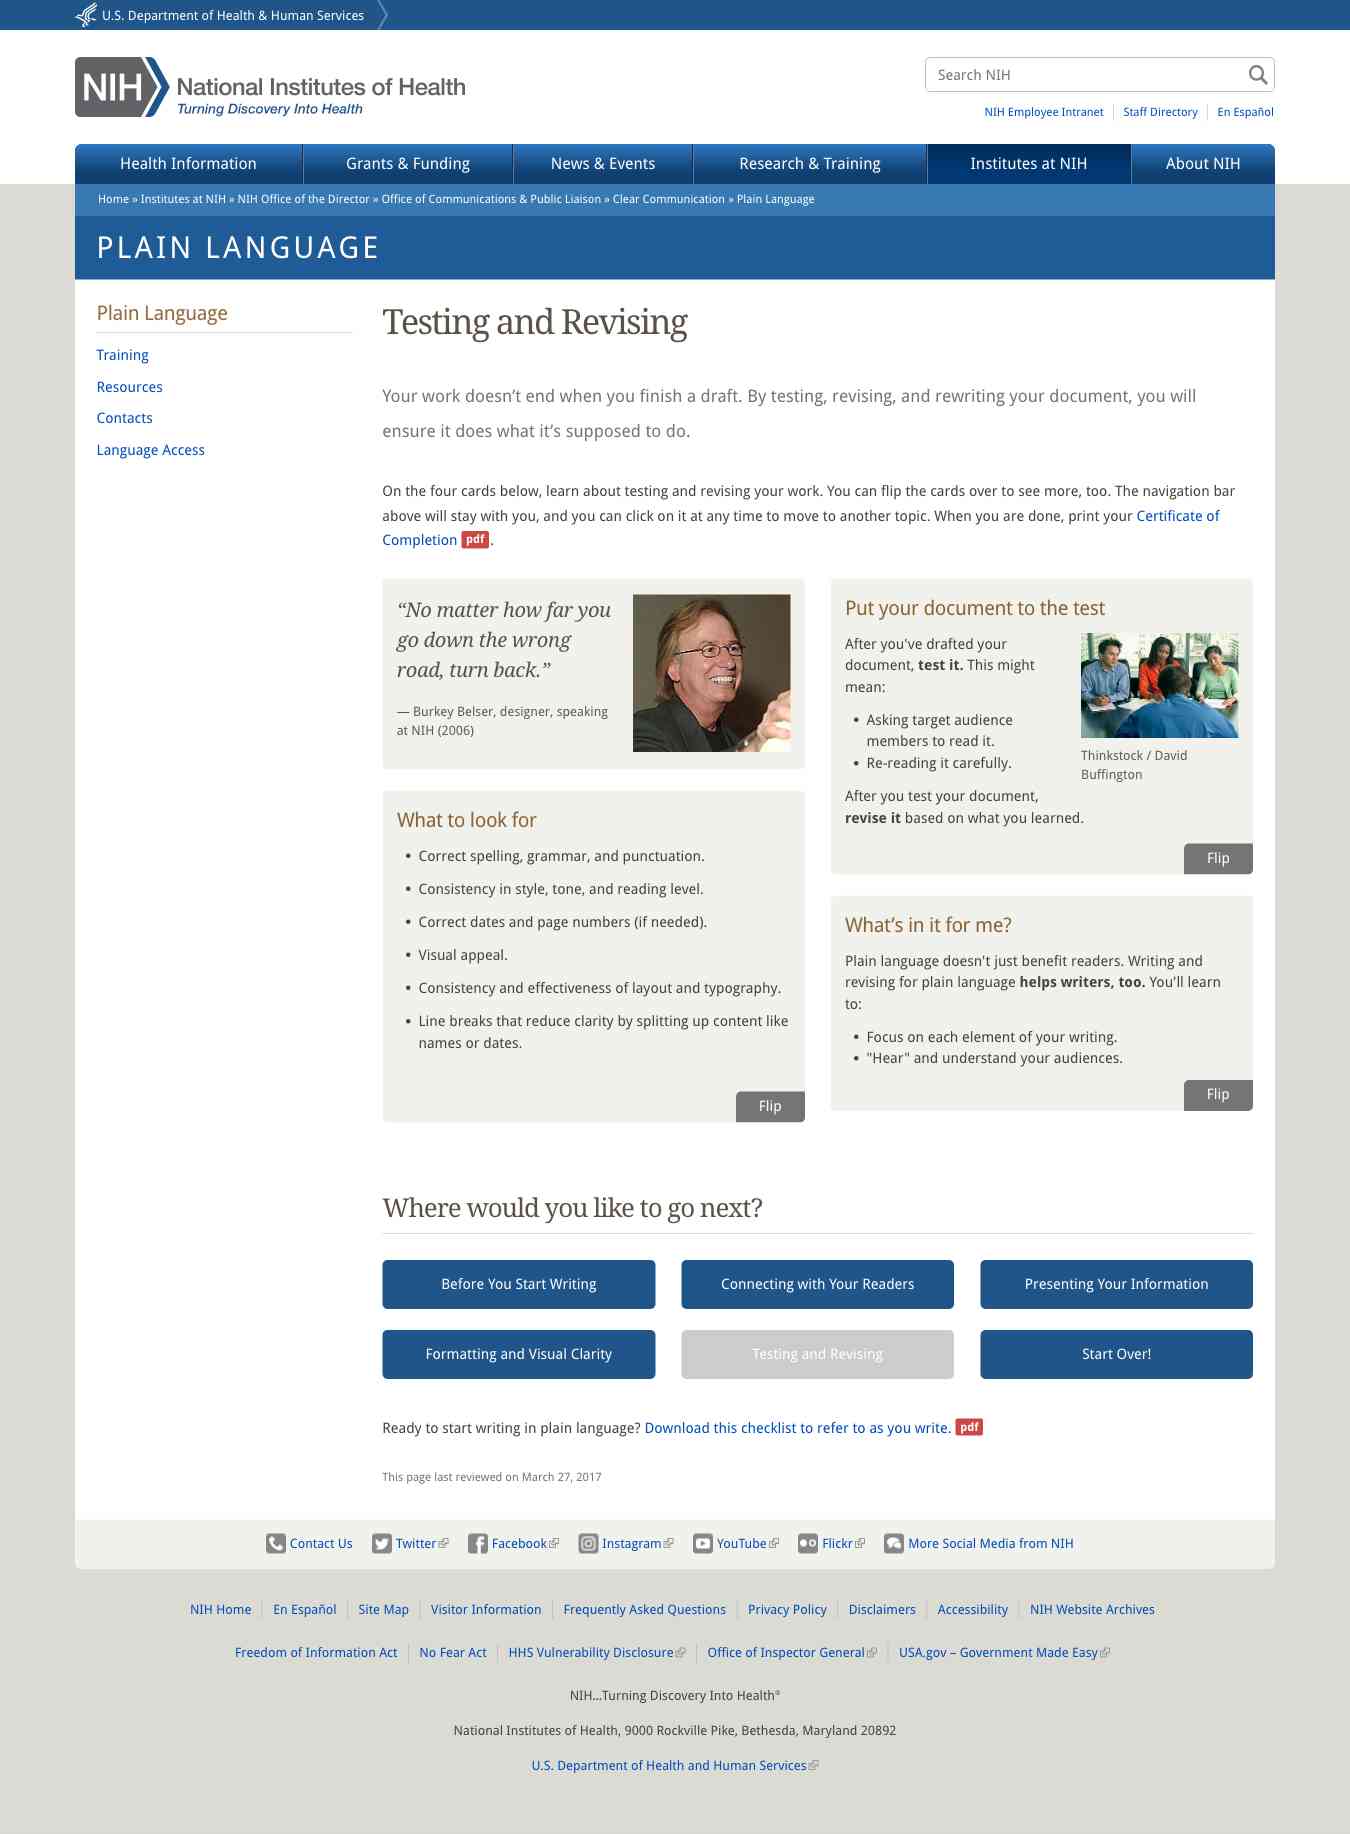 U.S. Department of Health & Human Services
NIH National Institutes of Health
Turning Discovery Into Health
Search NIH
NIH Employee Intranet
Staff Directory
En Español
Health Information
Grants & Funding
News & Events
Research & Training
Institutes at NIH
About NIH
Home » Institutes at NIH » NIH Office of the Director » Office of Communications & Public Liaison » Clear Communication » Plain Language
PLAIN LANGUAGE
Plain Language
Training
Resources
Contacts
Language Access
Testing and Revising
Your work doesn’t end when you finish a draft. By testing, revising, and rewriting your document, you will
ensure it does what it’s supposed to do.
On the four cards below, learn about testing and revising your work. You can flip the cards over to see more, too. The navigation bar
above will stay with you, and you can click on it at any time to move to another topic. When you are done, print your Certificate of
Completion pdf.
“No matter how far you
go down the wrong
road, turn back.”
— Burkey Belser, designer, speaking
at NIH (2006)
What to look for
• Correct spelling, grammar, and punctuation.
• Consistency in style, tone, and reading level.
• Correct dates and page numbers (if needed).
• Visual appeal.
• Consistency and effectiveness of layout and typography.
• Line breaks that reduce clarity by splitting up content like
names or dates.
Flip
Put your document to the test
After you've drafted your
document, test it. This might
mean:
• Asking target audience
members to read it.
• Re-reading it carefully.
Thinkstock / David
Buffington
After you test your document,
revise it based on what you learned.
Flip
What’s in it for me?
Plain language doesn't just benefit readers. Writing and
revising for plain language helps writers, too. You'll learn
to:
• Focus on each element of your writing.
• "Hear" and understand your audiences.
Flip
Where would you like to go next?
Before You Start Writing
Connecting with Your Readers
Presenting Your Information
Formatting and Visual Clarity
Testing and Revising
Start Over!
Ready to start writing in plain language? Download this checklist to refer to as you write. pdf
This page last reviewed on March 27, 2017
Contact Us
Twitter
Facebook
Instagram
YouTube
Flickr
More Social Media from NIH
NIH Home
En Español
Site Map
Visitor Information
Frequently Asked Questions
Privacy Policy
Disclaimers
Accessibility
NIH Website Archives
Freedom of Information Act
No Fear Act
HHS Vulnerability Disclosure
Office of Inspector General
USA.gov – Government Made Easy
NIH…Turning Discovery Into Health®
National Institutes of Health, 9000 Rockville Pike, Bethesda, Maryland 20892
U.S. Department of Health and Human Services